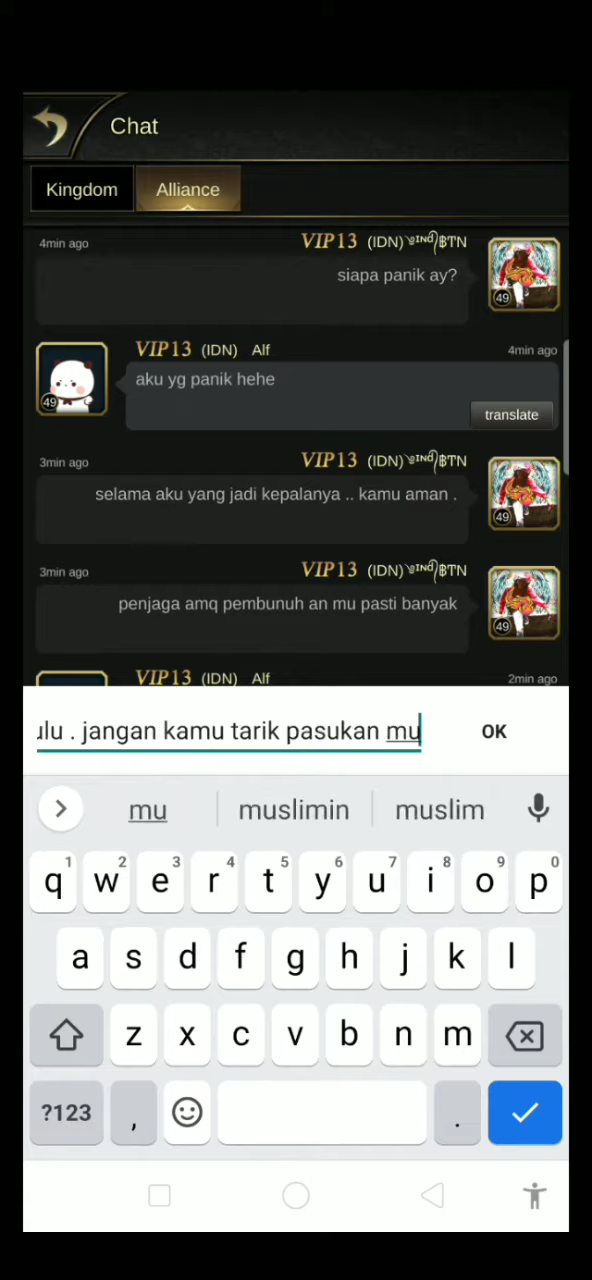 Chat
Kingdom
Alliance
4min ago
VIP13 (IDN)
siapa panik ay?
49
VIP13 (IDN) Alf
4min ago
aku yg panik hehe
49
translate
3min ago
VIP13 (IDN)
selama aku yang jadi kepalanya .. kamu aman .
49
3min ago
VIP13 (IDN)
penjaga amq pembunuh an mu pasti banyak
49
VIP13 (IDN) Alf
2min ago
ulu . jangan kamu tarik pasukan mu
OK
mu
muslimin
muslim
1 2 3 4 5 6 7 8 9 0
q w e r t y u i o p
a s d f g h j k l
z x c v b n m
?123 , .